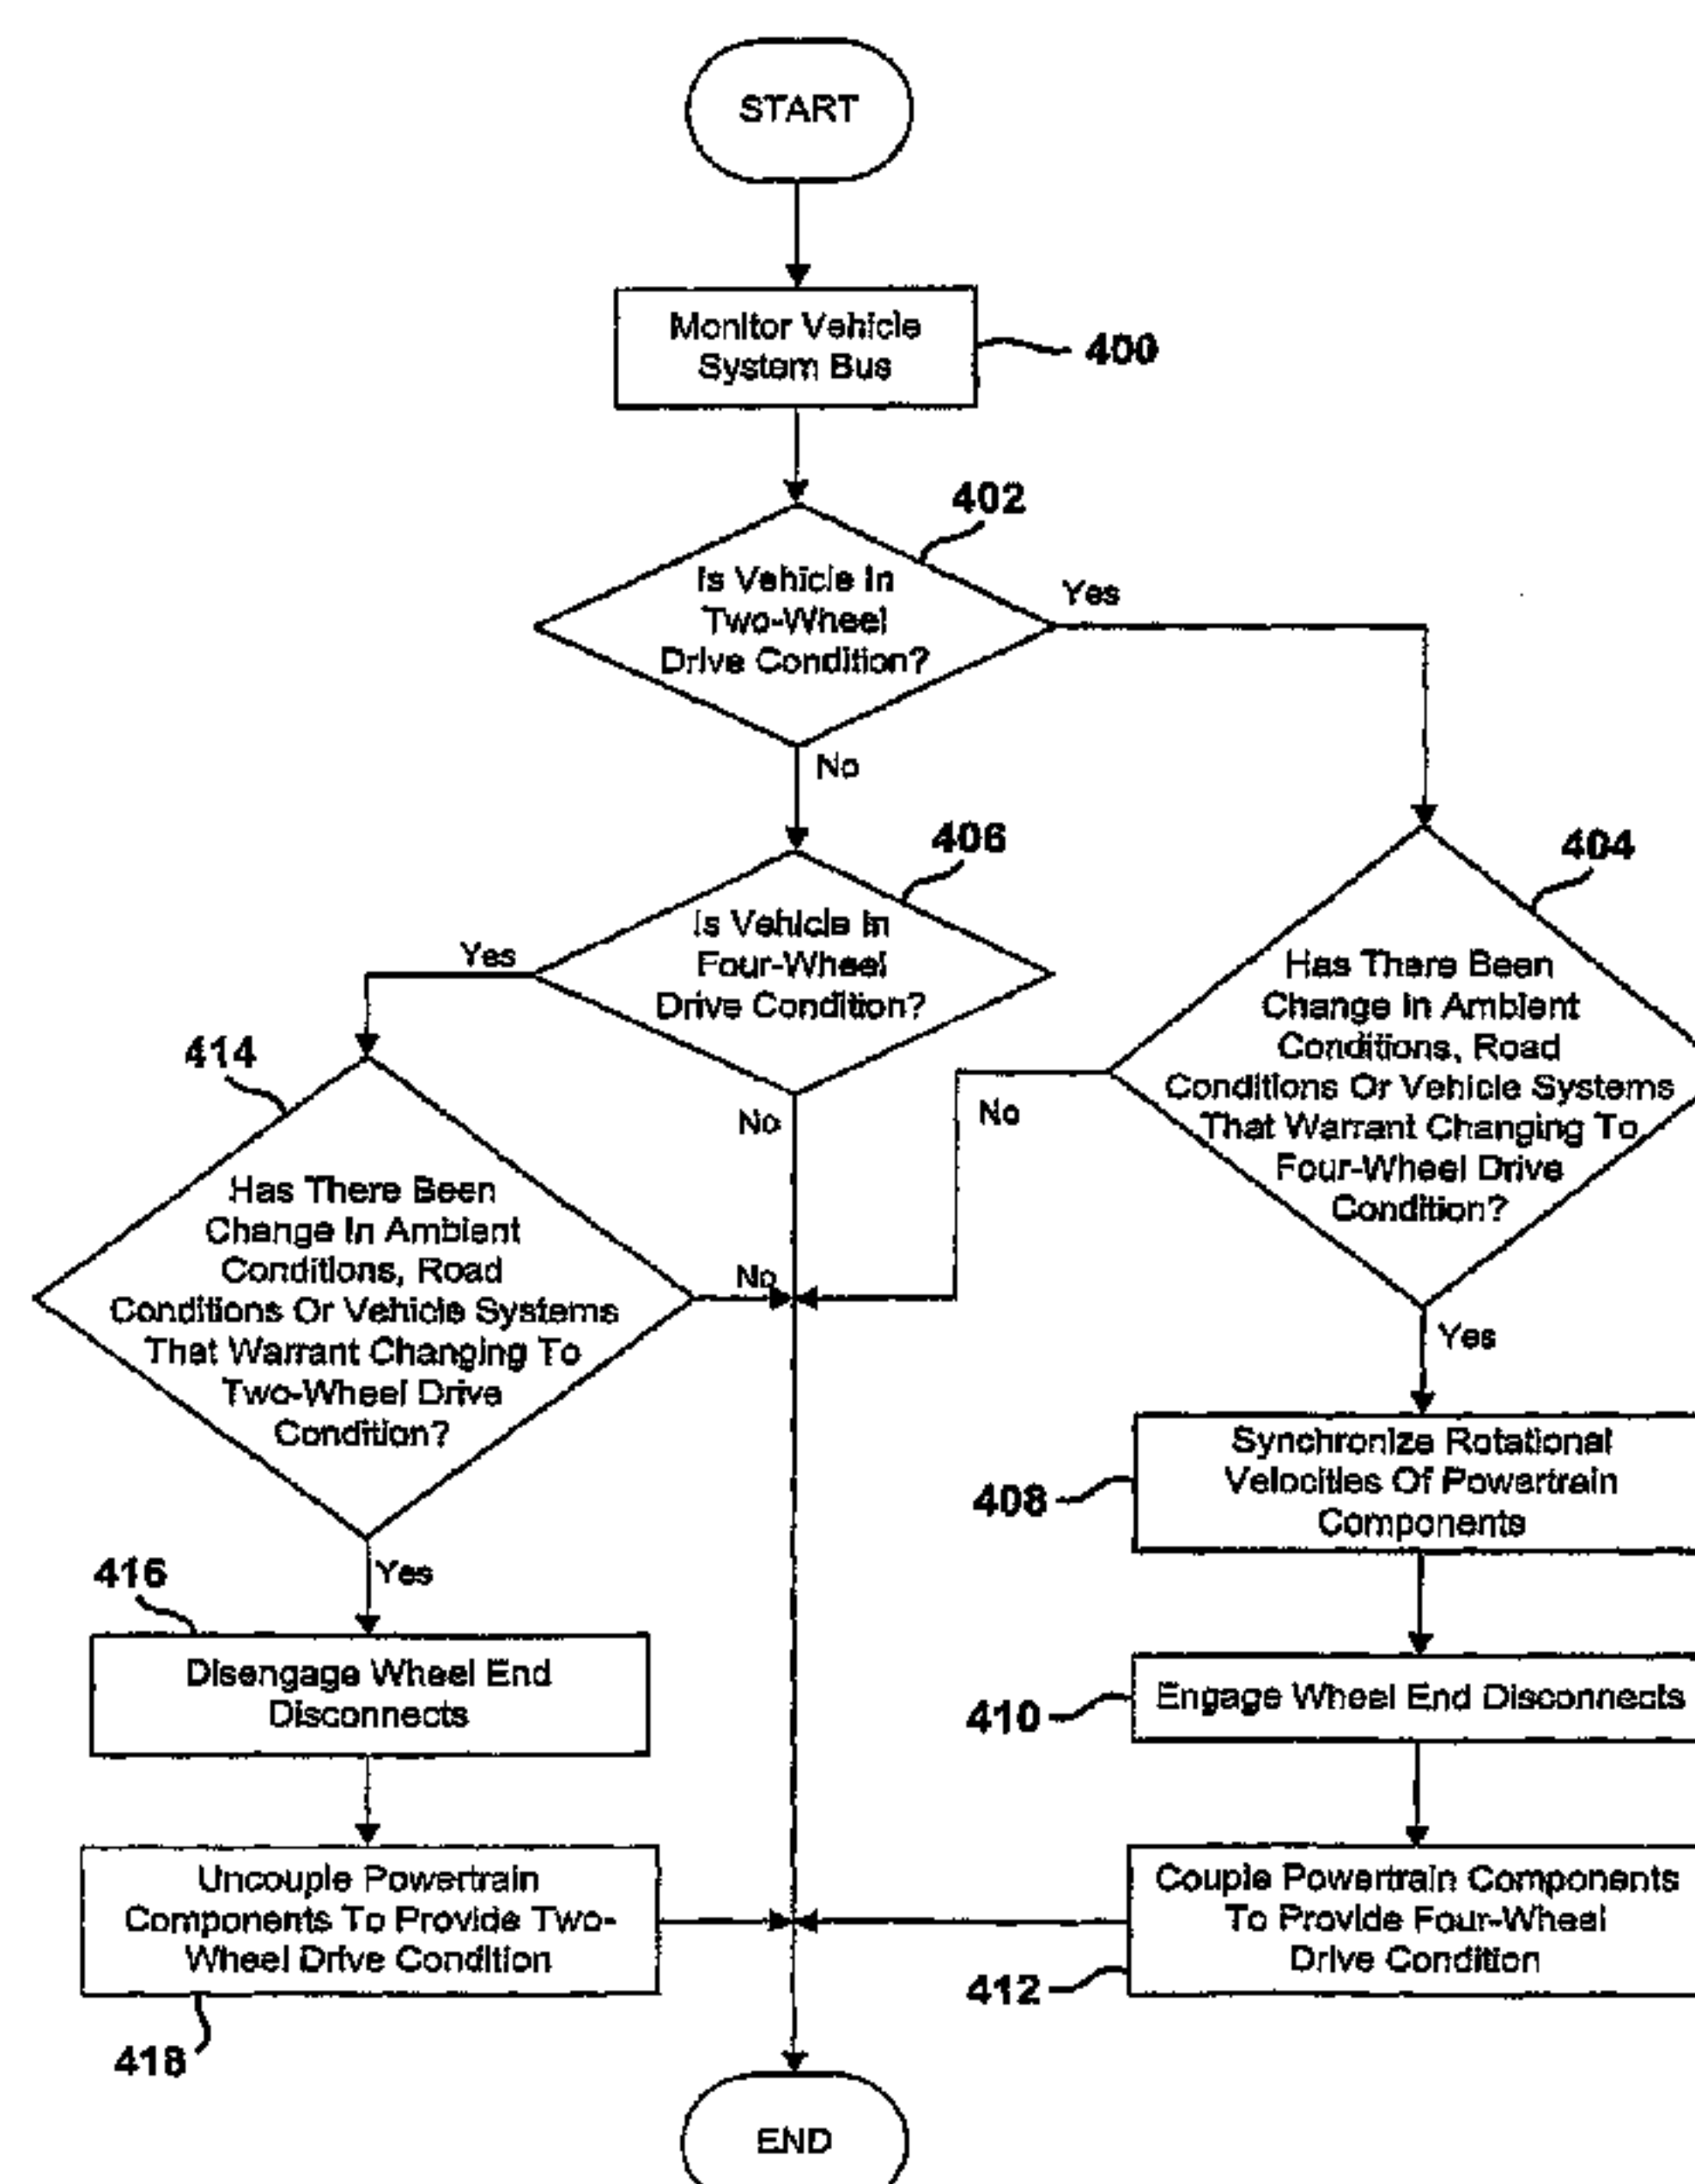 START
Monitor Vehicle
System Bus
400
402
Is Vehicle In
Two-Wheel
Drive Condition?
Yes
No
406
Is Vehicle In
Four-Wheel
Drive Condition?
Yes
No
404
Has There Been
Change In Ambient
Conditions, Road
Conditions Or Vehicle Systems
That Warrant Changing To
Four-Wheel Drive
Condition?
No
Yes
414
Has There Been
Change In Ambient
Conditions, Road
Conditions Or Vehicle Systems
That Warrant Changing To
Two-Wheel Drive
Condition?
No
Yes
408
Synchronize Rotational
Velocities Of Powertrain
Components
416
Disengage Wheel End
Disconnects
410
Engage Wheel End Disconnects
Uncouple Powertrain
Components To Provide Two-
Wheel Drive Condition
418
Couple Powertrain Components
To Provide Four-Wheel
Drive Condition
412
END